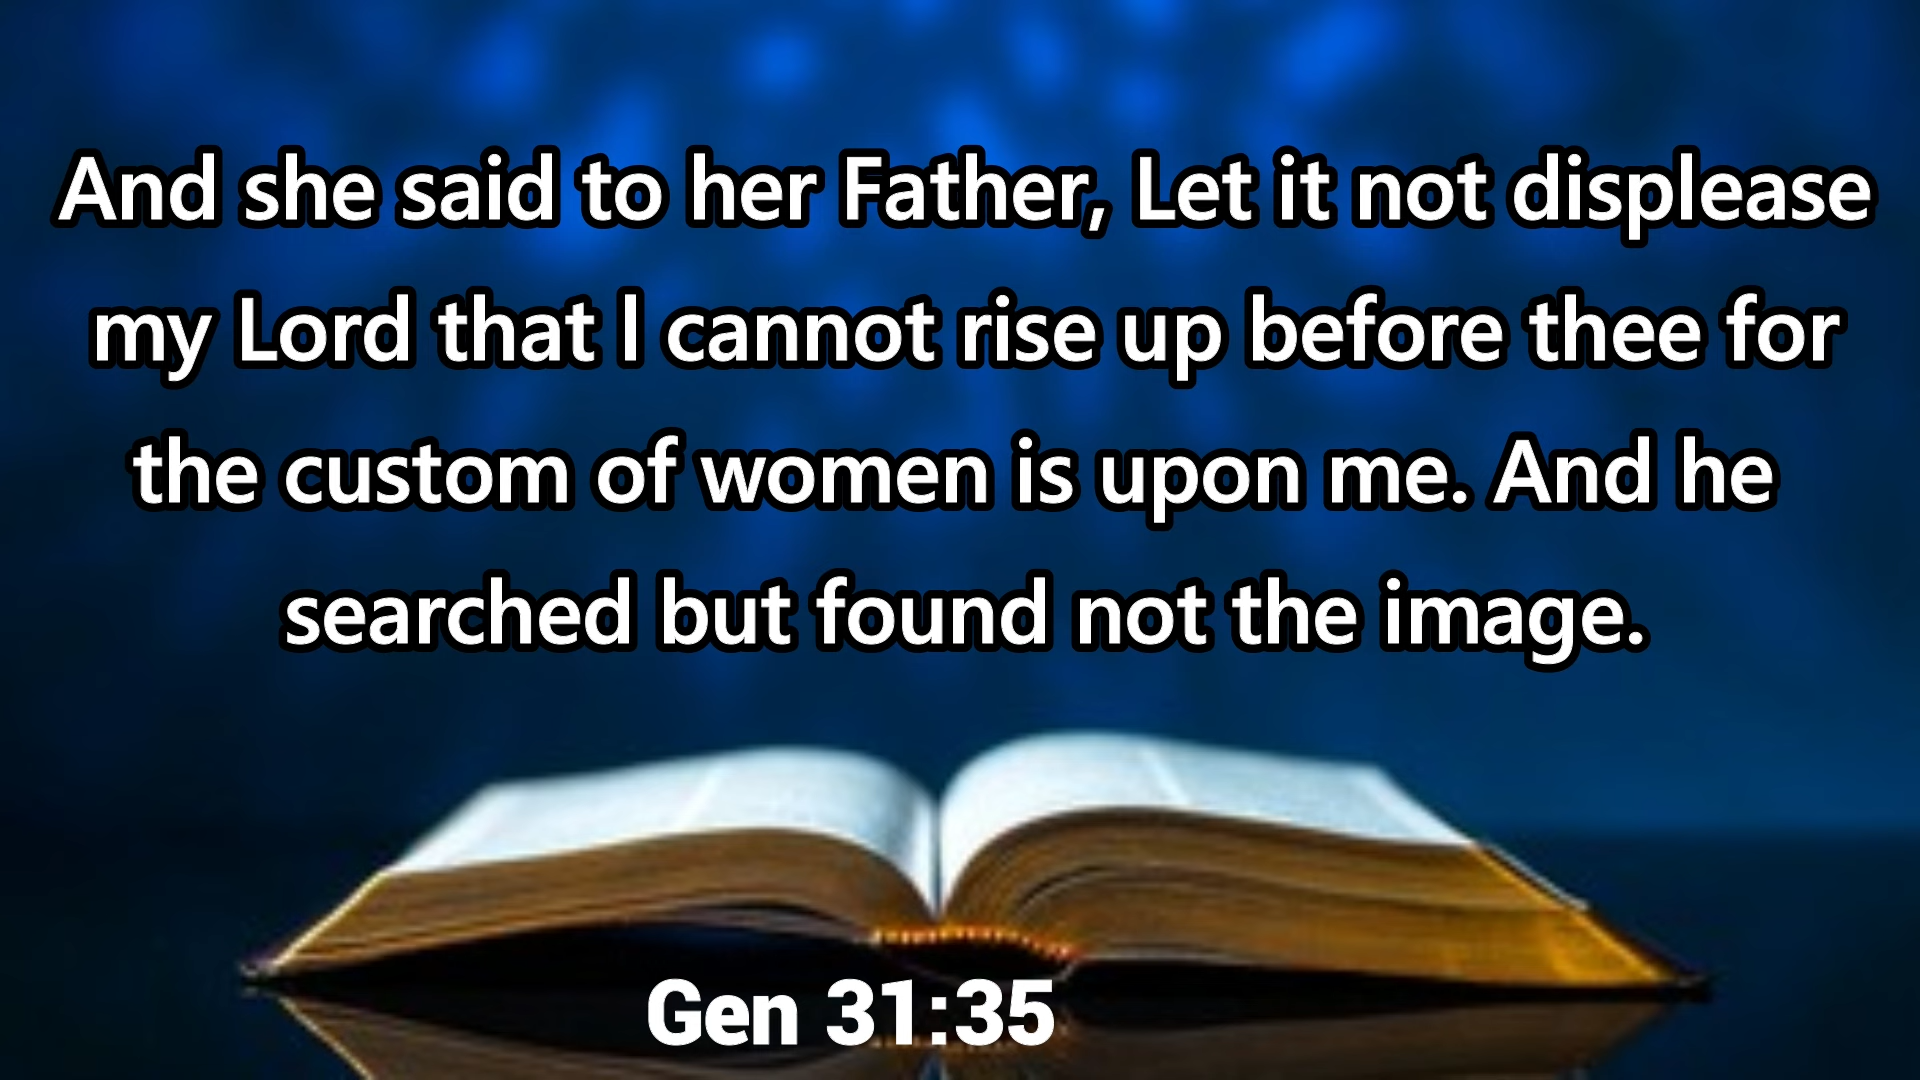 And she said to her Father, Let it not displease
my Lord that I cannot rise up before thee for
the custom of women is upon me. And he
searched but found not the image.
Gen 31:35